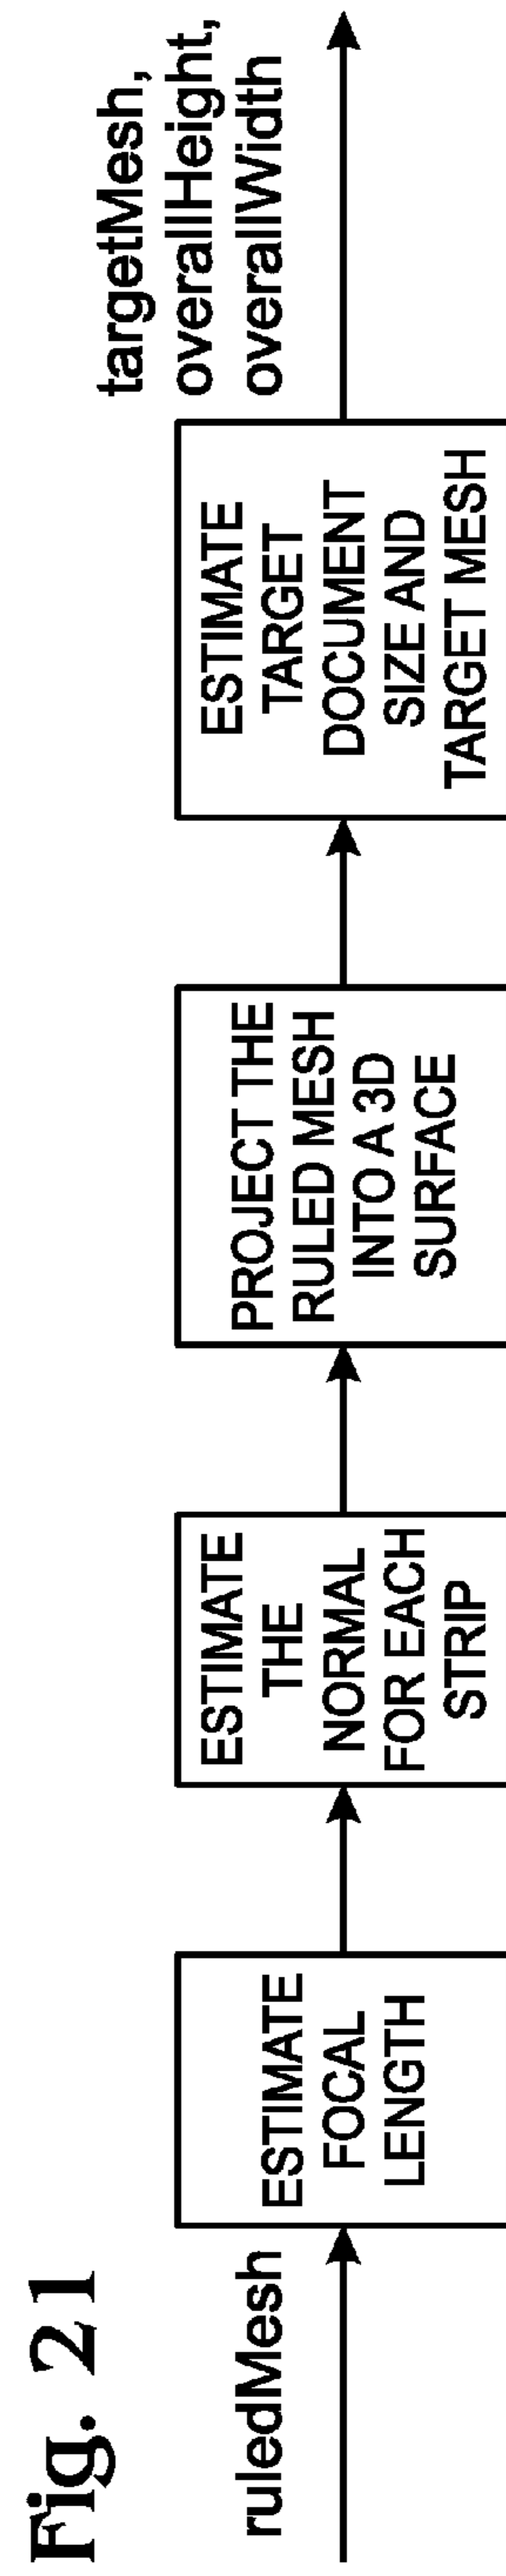 Fig. 21
ruledMesh
ESTIMATE
FOCAL
LENGTH
ESTIMATE
THE
NORMAL
FOR EACH
STRIP
PROJECT THE
RULED MESH
INTO A 3D
SURFACE
ESTIMATE
TARGET
DOCUMENT
SIZE AND
TARGET MESH
targetMesh,
overallHeight,
overallWidth